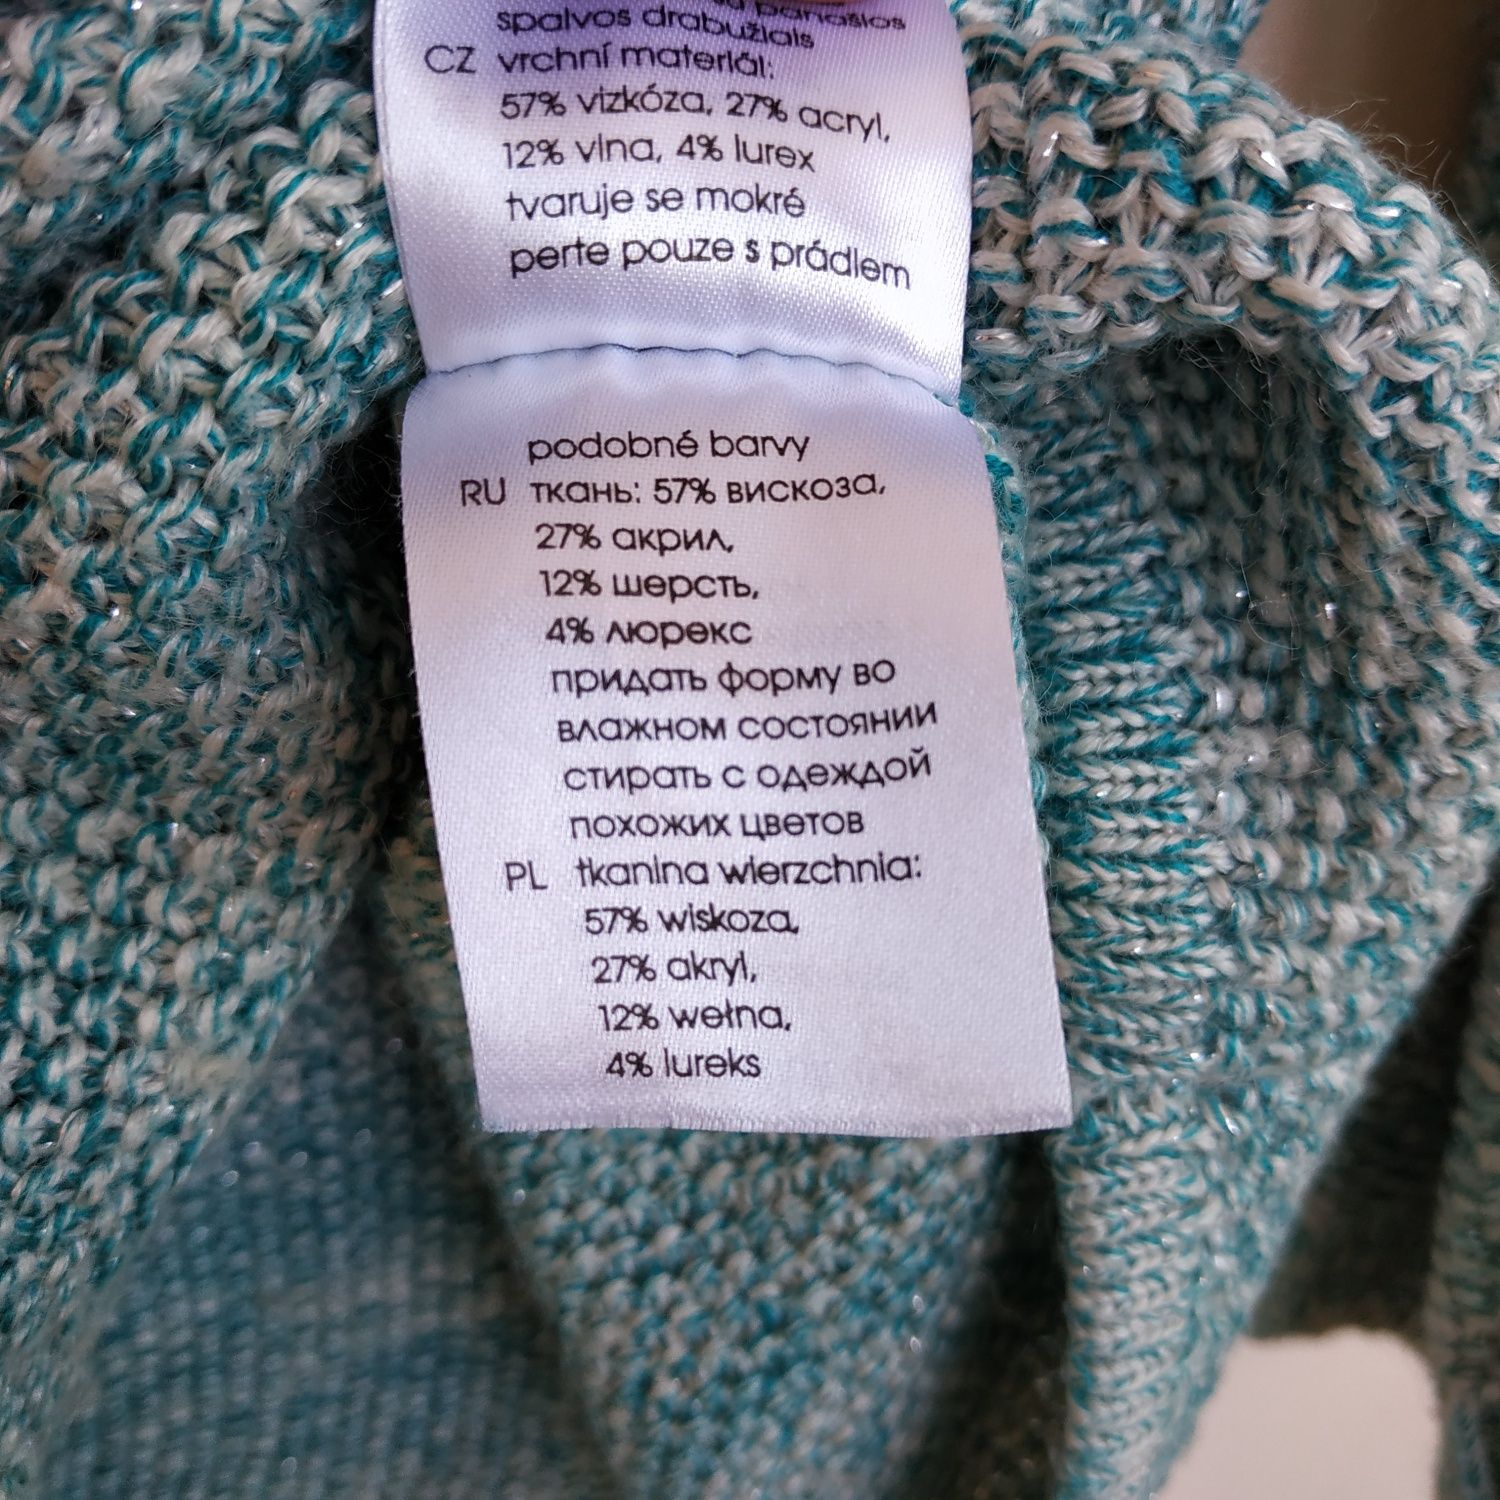 panašios
spalvos drabužiais
CZ vrchní materiál:
57% vizkóza, 27% acryl,
12% vlna, 4% lurex
tvaruje se mokré
perte pouze s prádlem
podobné barvy
RU ткань: 57% вискоза,
27% акрил,
12% шерсть,
4% люрекс
придать форму во
влажном состоянии
стирать с одеждой
похожих цветов
PL tkanina wierzchnia:
57% wiskoza,
27% akryl,
12% wełna,
4% lureks